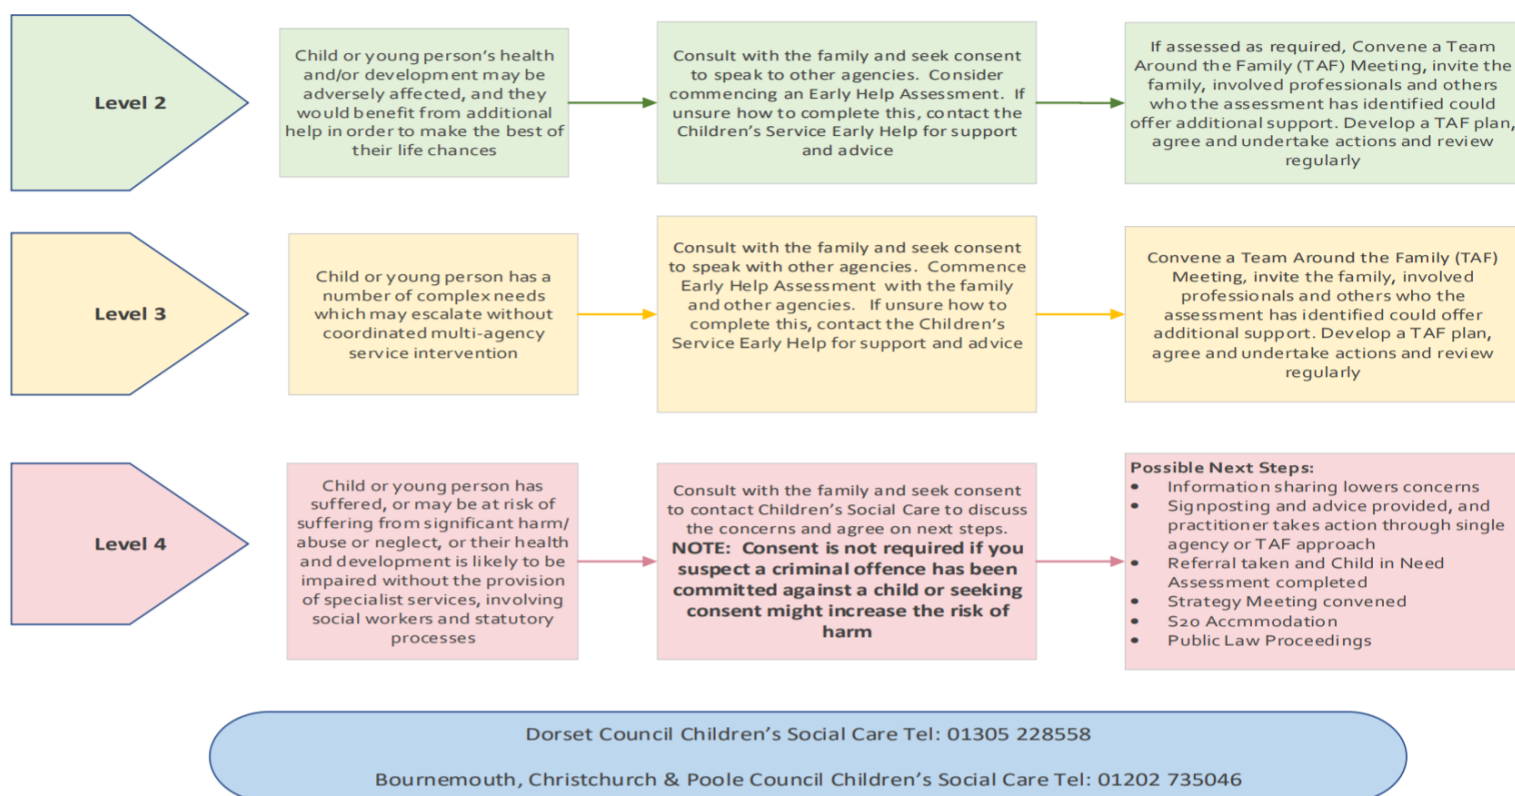 Level 2
Child or young person's health
and/or development may be
adversely affected, and they
would benefit from additional
help in order to make the best of
their life chances
Consult with the family and seek consent
to speak to other agencies. Consider
commencing an Early Help Assessment. If
unsure how to complete this, contact the
Children's Service Early Help for support
and advice
If assessed as required, Convene a Team
Around the Family (TAF) Meeting, invite the
family, involved professionals and others
who the assessment has identified could
offer additional support. Develop a TAF plan,
agree and undertake actions and review
regularly
Level 3
Child or young person has a
number of complex needs
which may escalate without
coordinated multi-agency
service intervention
Consult with the family and seek consent
to speak with other agencies. Commence
Early Help Assessment with the family
and other agencies. If unsure how to
complete this, contact the Children's
Service Early Help for support and advice
Convene a Team Around the Family (TAF)
Meeting, invite the family, involved
professionals and others who the
assessment has identified could offer
additional support. Develop a TAF plan,
agree and undertake actions and review
regularly
Level 4
Child or young person has
suffered, or may be at risk of
suffering from significant harm/
abuse or neglect, or their health
and development is likely to be
impaired without the provision
of specialist services, involving
social workers and statutory
processes
Consult with the family and seek consent
to contact Children's Social Care to discuss
the concerns and agree on next steps.
NOTE: Consent is not required if you
suspect a criminal offence has been
committed against a child or seeking
consent might increase the risk of
harm
Possible Next Steps:
• Information sharing lowers concerns
• Signposting and advice provided, and
practitioner takes action through single
agency or TAF approach
• Referral taken and Child in Need
Assessment completed
• Strategy Meeting convened
• S20 Accmmodation
• Public Law Proceedings
Dorset Council Children's Social Care Tel: 01305 228558
Bournemouth, Christchurch & Poole Council Children's Social Care Tel: 01202 735046